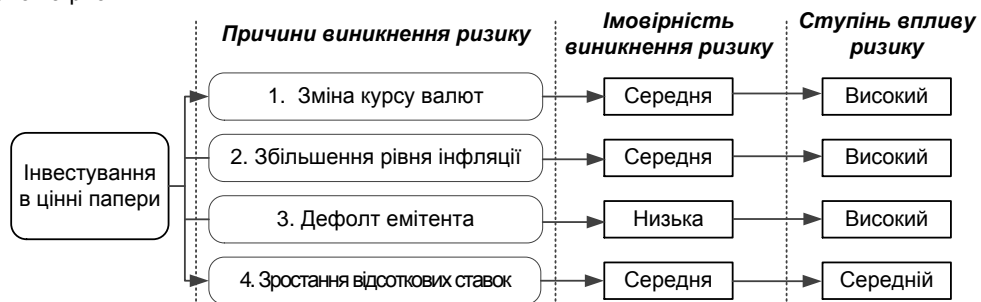 Причини виникнення ризику
Імовірність виникнення ризику
Ступінь впливу ризику
Інвестування в цінні папери
1. Зміна курсу валют
Середня
Високий
2. Збільшення рівня інфляції
Середня
Високий
3. Дефолт емітента
Низька
Високий
4. Зростання відсоткових ставок
Середня
Середній